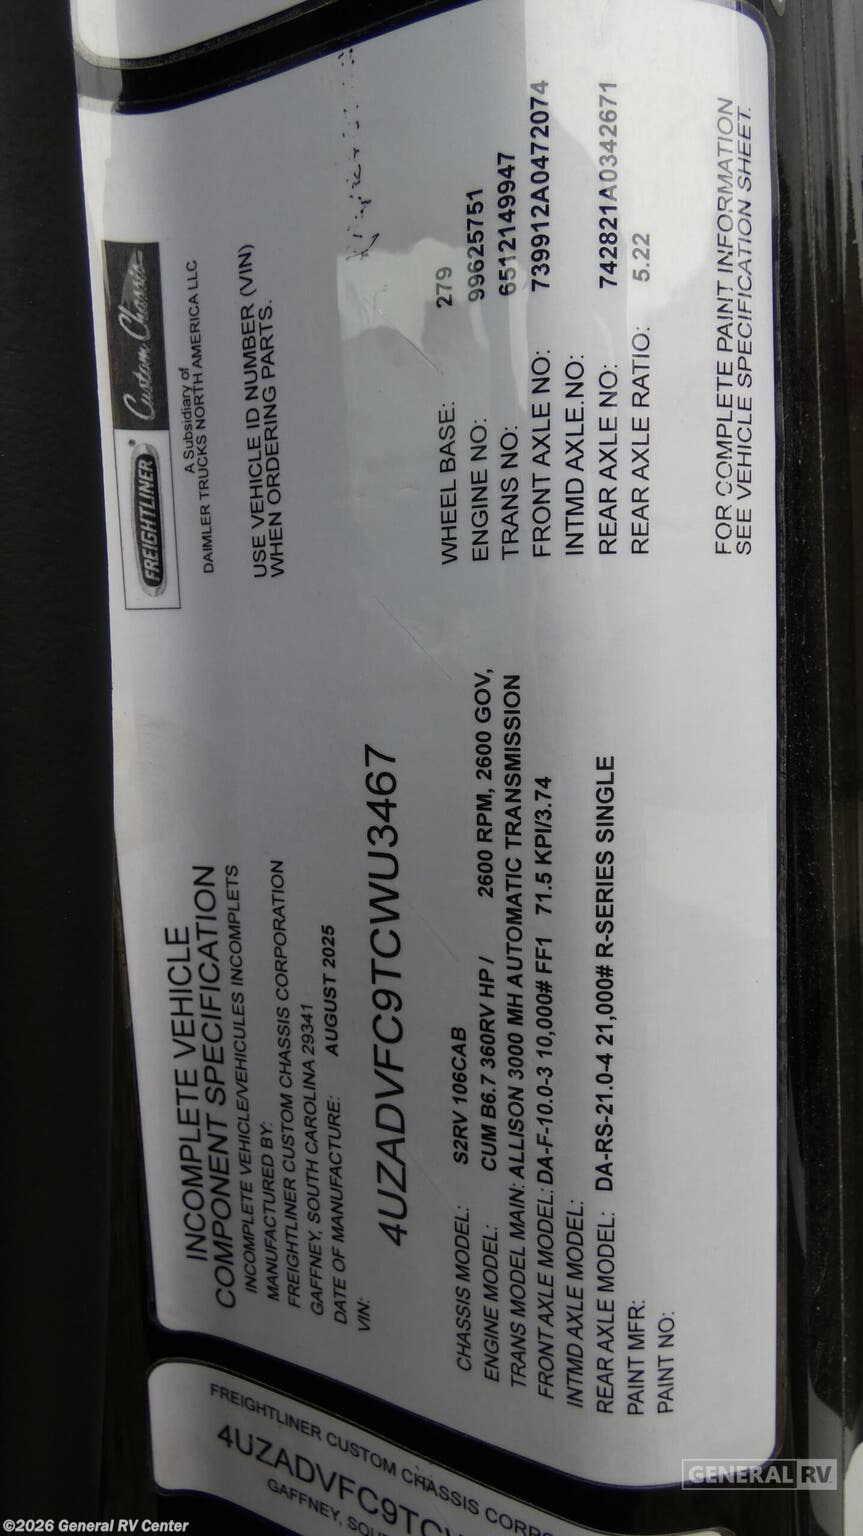 FREIGHTLINER Custom Chassis
A Subsidiary of
DAIMLER TRUCKS NORTH AMERICA LLC
INCOMPLETE VEHICLE
COMPONENT SPECIFICATION
INCOMPLETE VEHICLE/VEHICULES INCOMPLETS
MANUFACTURED BY:
FREIGHTLINER CUSTOM CHASSIS CORPORATION
GAFFNEY, SOUTH CAROLINA 29341
DATE OF MANUFACTURE: AUGUST 2025
USE VEHICLE ID NUMBER (VIN)
WHEN ORDERING PARTS.
VIN: 4UZADVFC9TCWU3467
CHASSIS MODEL: S2RV 106CAB
WHEEL BASE: 279
ENGINE MODEL: CUM B6.7 360RV HP / 2600 RPM, 2600 GOV,
ENGINE NO: 99625751
TRANS MODEL MAIN: ALLISON 3000 MH AUTOMATIC TRANSMISSION
TRANS NO: 6512149947
FRONT AXLE MODEL: DA-F-10.0-3 10,000# FF1 71.5 KPI/3.74
FRONT AXLE NO: 739912A0472074
INTMD AXLE MODEL:
INTMD AXLE.NO:
REAR AXLE MODEL: DA-RS-21.0-4 21,000# R-SERIES SINGLE
REAR AXLE NO: 742821A0342671
PAINT MFR:
REAR AXLE RATIO: 5.22
PAINT NO:
FOR COMPLETE PAINT INFORMATION
SEE VEHICLE SPECIFICATION SHEET.
FREIGHTLINER CUSTOM CHASSIS CORP
4UZADVFC9TC
GAFFNEY, SOU
GENERAL RV
©2026 General RV Center